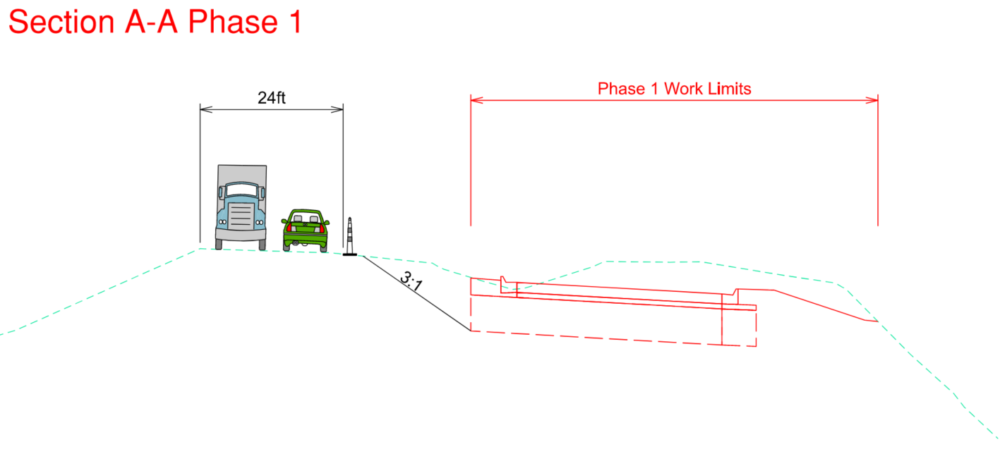 Section A-A Phase 1
24ft
Phase 1 Work Limits
3:1